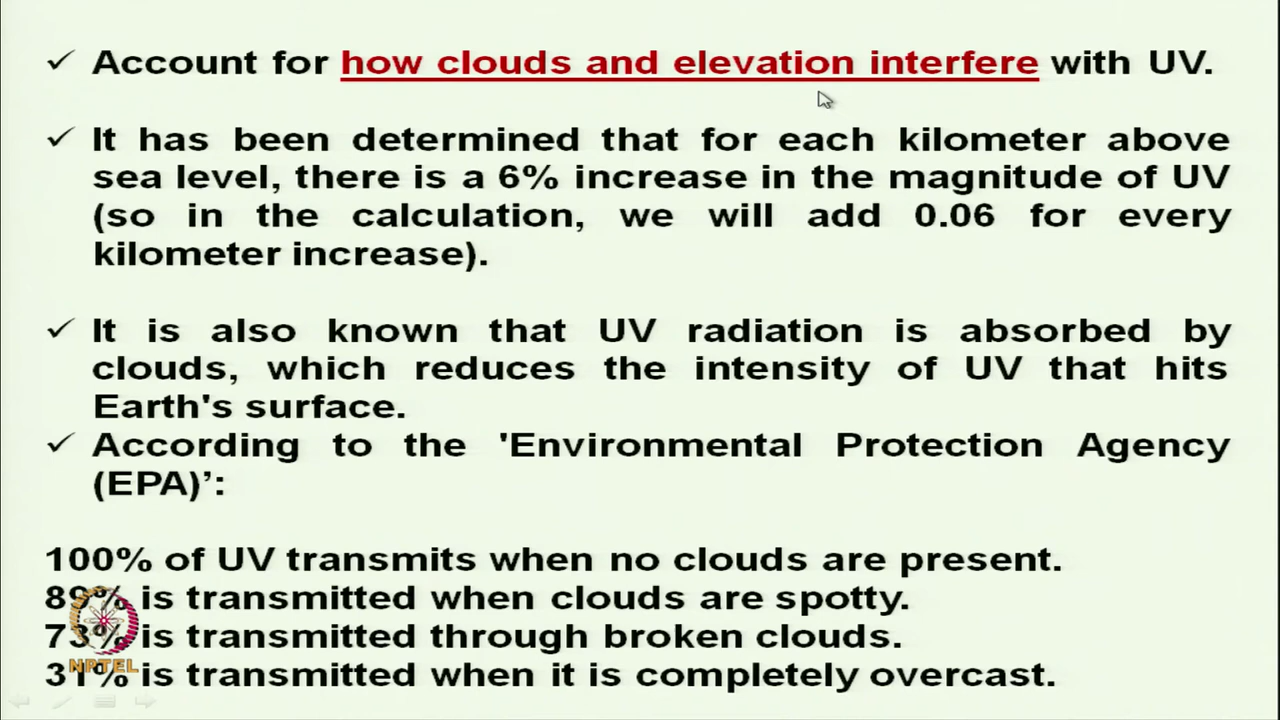 ✓ Account for how clouds and elevation interfere with UV.
✓ It has been determined that for each kilometer above
sea level, there is a 6% increase in the magnitude of UV
(so in the calculation, we will add 0.06 for every
kilometer increase).
✓ It is also known that UV radiation is absorbed by
clouds, which reduces the intensity of UV that hits
Earth's surface.
✓ According to the 'Environmental Protection Agency
(EPA)’:
100% of UV transmits when no clouds are present.
89% is transmitted when clouds are spotty.
73% is transmitted through broken clouds.
31% is transmitted when it is completely overcast.
NPTEL